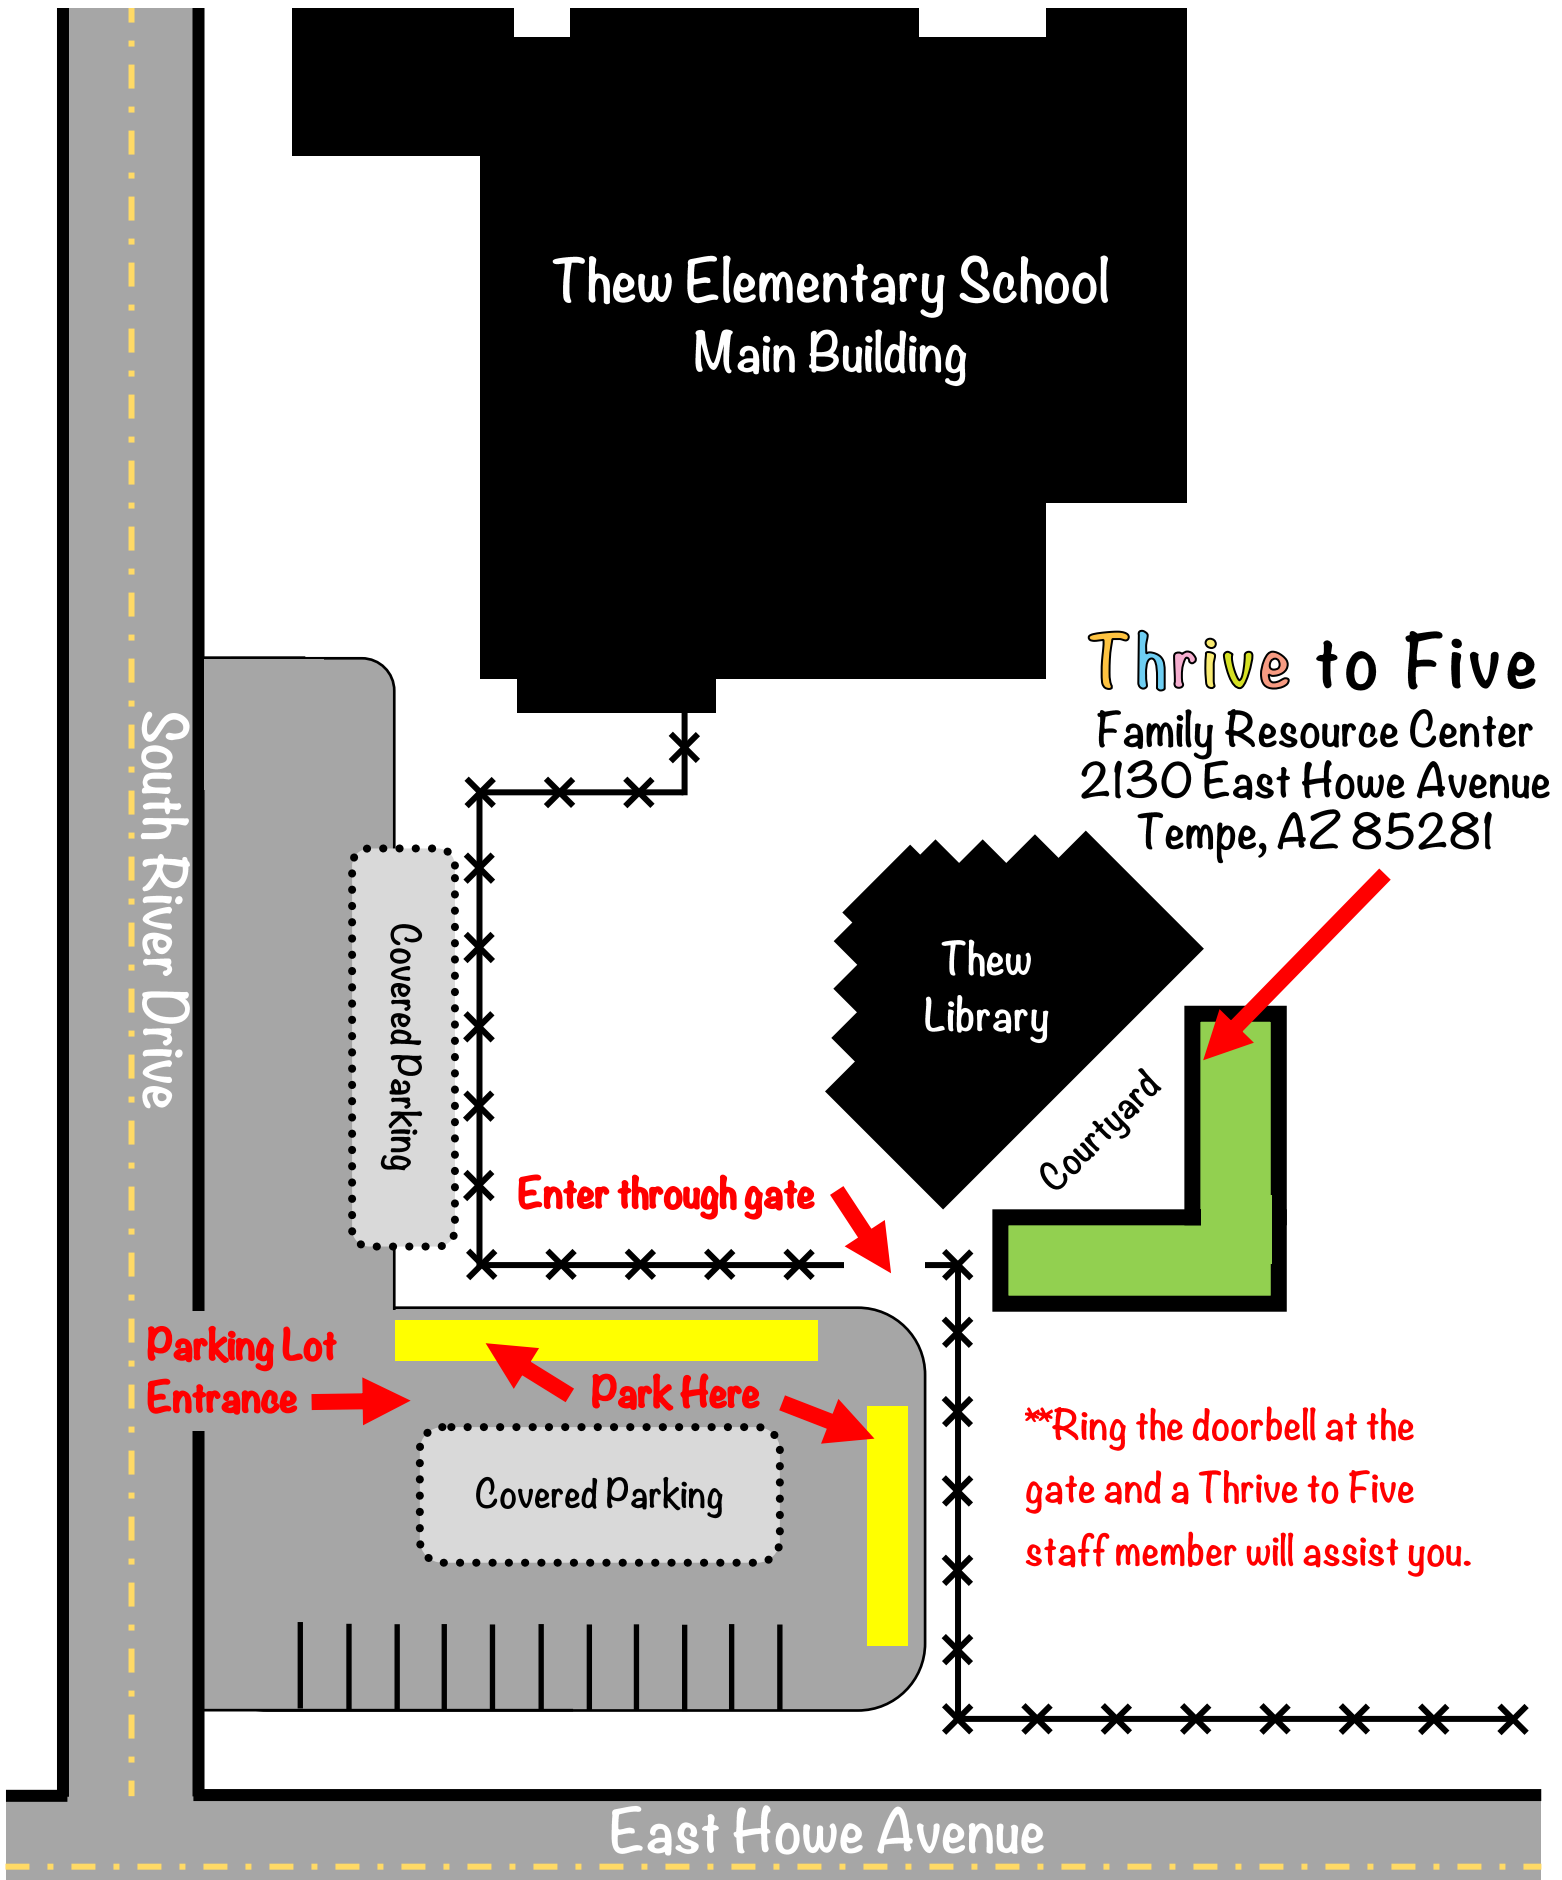 Thew Elementary School
Main Building
Thrive to Five
Family Resource Center
2130 East Howe Avenue
Tempe, AZ 85281
South River Drive
Covered Parking
Thew
Library
Courtyard
Enter through gate
Parking Lot
Entrance
Park Here
Covered Parking
**Ring the doorbell at the
gate and a Thrive to Five
staff member will assist you.
East Howe Avenue